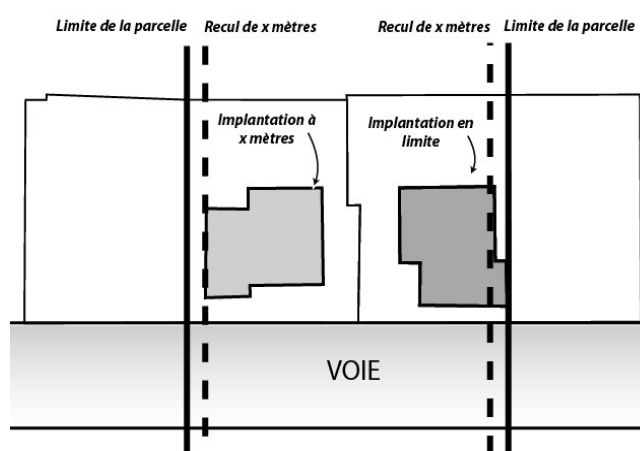 Limite de la parcelle Recul de x mètres Recul de x mètres Limite de la parcelle
Implantation à
x mètres
Implantation en
limite
VOIE